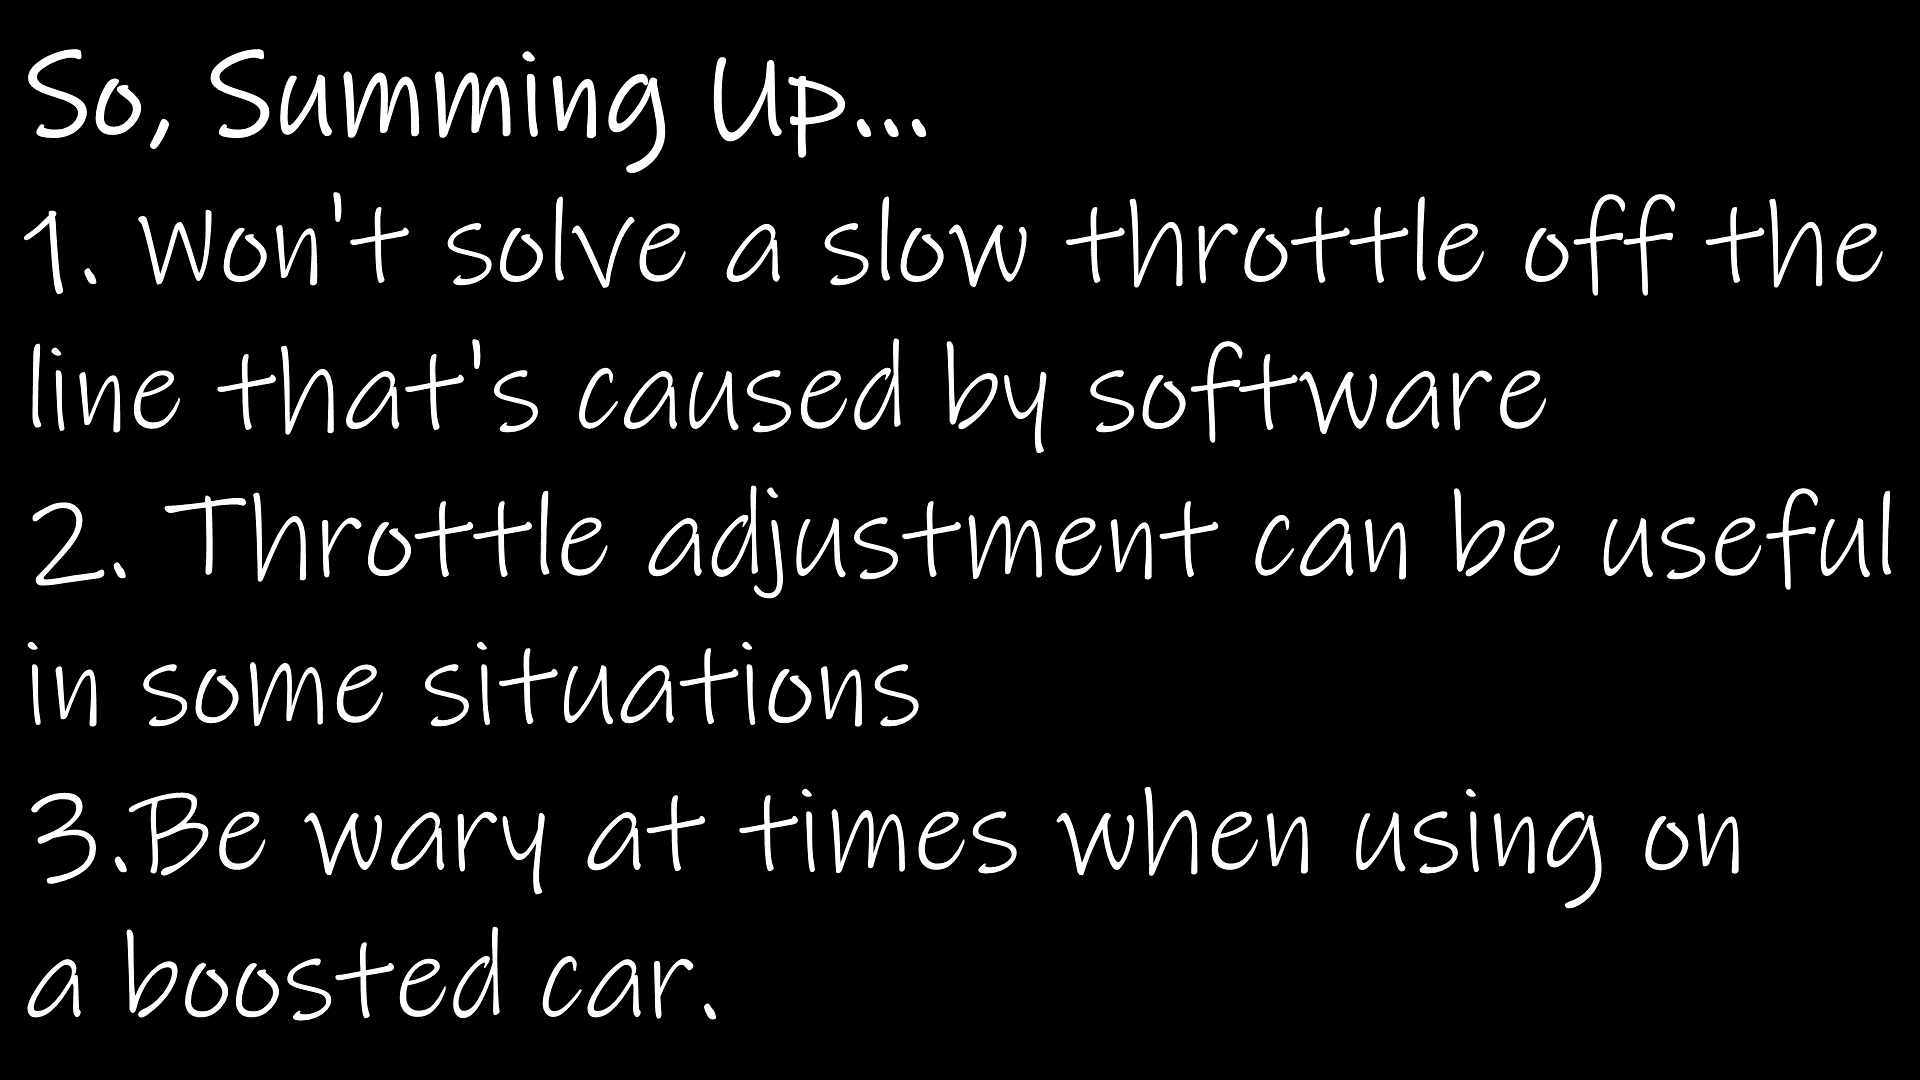 So, Summing Up...
1. Won't solve a slow throttle off the
line that's caused by software
2. Throttle adjustment can be useful
in some situations
3.Be wary at times when using on
a boosted car.